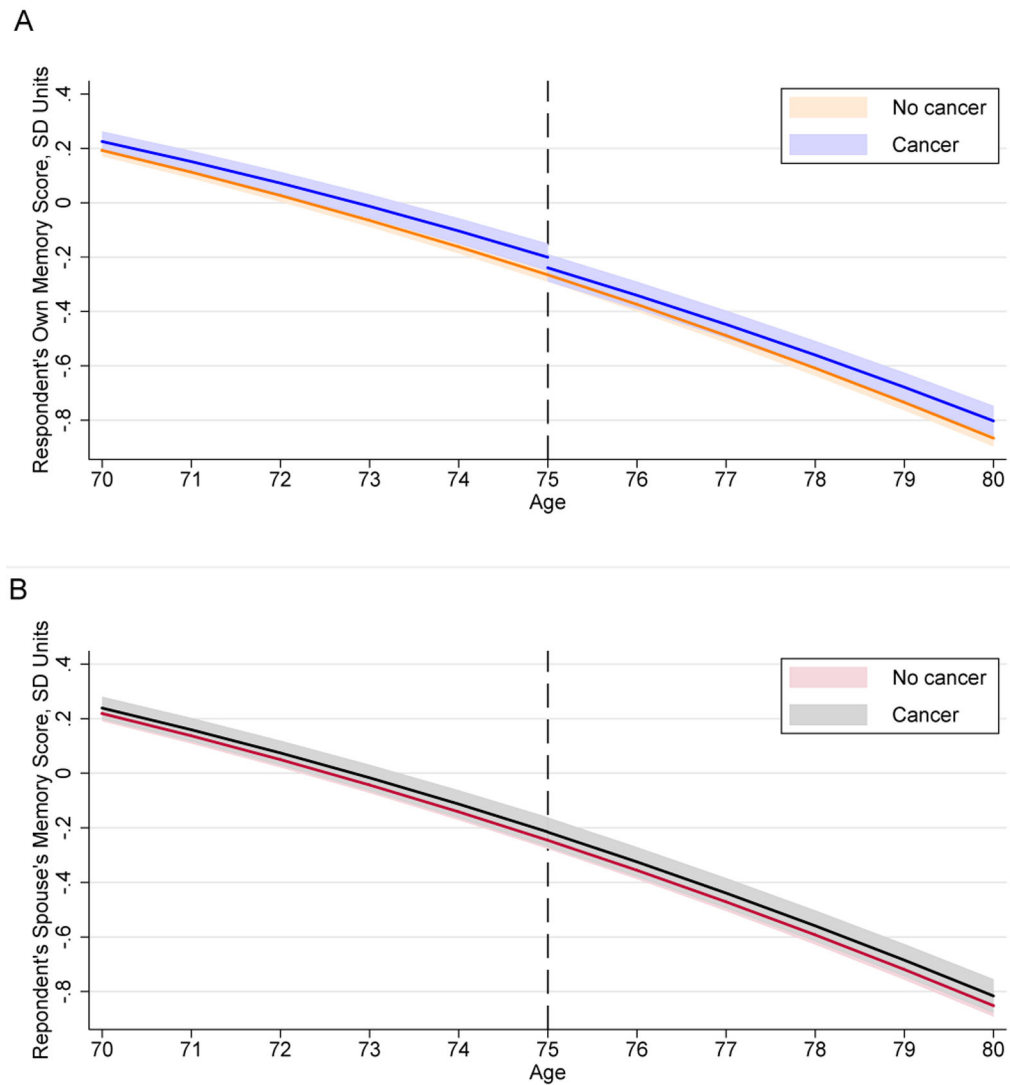 A
Respondent's Own Memory Score, SD Units
.4
.2
0
-.2
-.4
-.6
-.8
No cancer
Cancer
70 71 72 73 74 75 76 77 78 79 80
Age
B
Repondent's Spouse's Memory Score, SD Units
.4
.2
0
-.2
-.4
-.6
-.8
No cancer
Cancer
70 71 72 73 74 75 76 77 78 79 80
Age